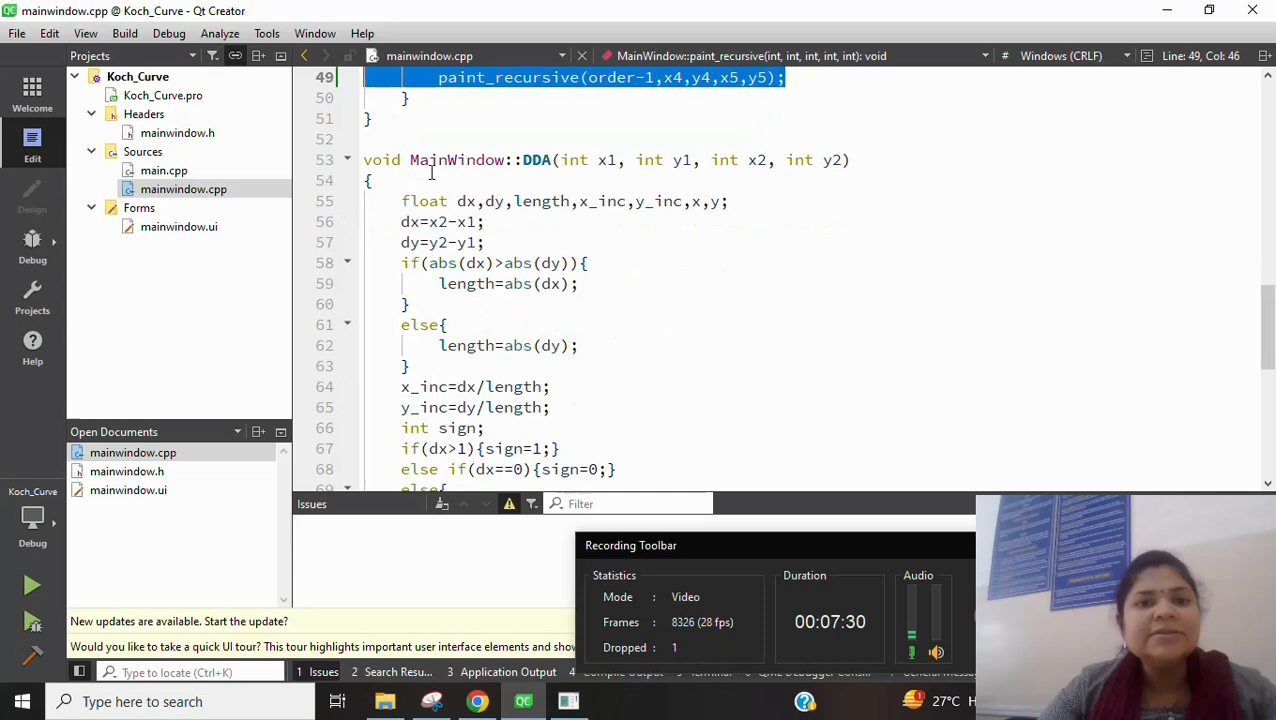 mainwindow.cpp @ Koch_Curve - Qt Creator
File Edit View Build Debug Analyze Tools Window Help
Projects mainwindow.cpp MainWindow::paint_recursive(int, int, int, int, int): void # Windows (CRLF) Line: 49, Col: 46
Welcome
Edit
Design
Debug
Projects
Help
Koch_Curve
Debug
Koch_Curve
Koch_Curve.pro
Headers
mainwindow.h
Sources
main.cpp
mainwindow.cpp
Forms
mainwindow.ui
Open Documents
mainwindow.cpp
mainwindow.h
mainwindow.ui
49 paint_recursive(order-1,x4,y4,x5,y5);
50 }
51 }
52
53 void MainWindow::DDA(int x1, int y1, int x2, int y2)
54 {
55 float dx,dy,length,x_inc,y_inc,x,y;
56 dx=x2-x1;
57 dy=y2-y1;
58 if(abs(dx)>abs(dy)){
59 length=abs(dx);
60 }
61 else{
62 length=abs(dy);
63 }
64 x_inc=dx/length;
65 y_inc=dy/length;
66 int sign;
67 if(dx>1){sign=1;}
68 else if(dx==0){sign=0;}
69 else{
Issues Filter
Recording Toolbar
Statistics
Mode : Video
Frames : 8326 (28 fps)
Dropped : 1
Duration
00:07:30
Audio
New updates are available. Start the update?
Would you like to take a quick UI tour? This tour highlights important user interface elements and show
Type to locate (Ctrl+K) 1 Issues 2 Search Resu... 3 Application Output
Type here to search 27°C